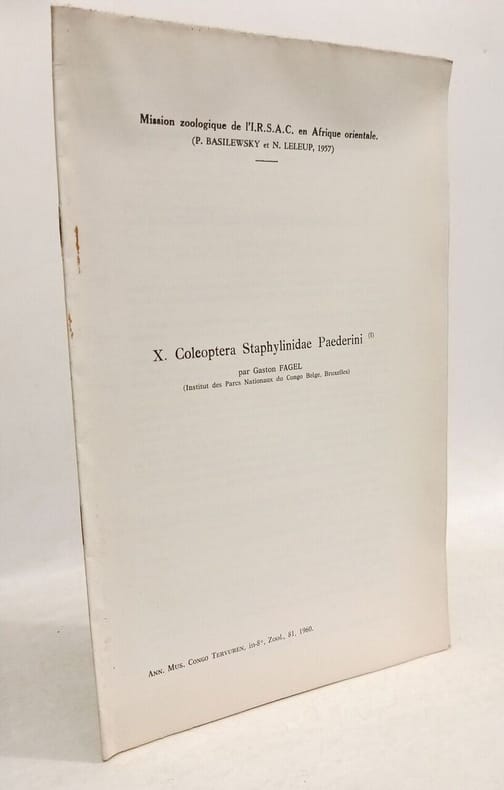 Mission zoologique de l'I.R.S.A.C. en Afrique orientale.
(P. BASILEWSKY et N. LELEUP, 1957)
X. Coleoptera Staphylinidae Paederini (1)
par Gaston FAGEL
(Institut des Parcs Nationaux du Congo Belge, Bruxelles)
ANN. MUS. CONGO TERVUREN, in-8°, Zool., 81, 1960.